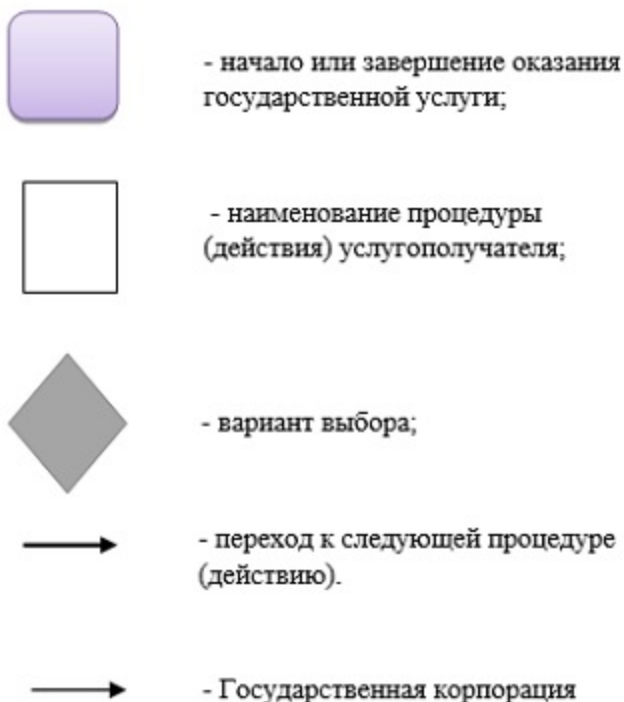 - начало или завершение оказания
государственной услуги;
- наименование процедуры
(действия) услугополучателя;
- вариант выбора;
- переход к следующей процедуре
(действию).
- Государственная корпорация